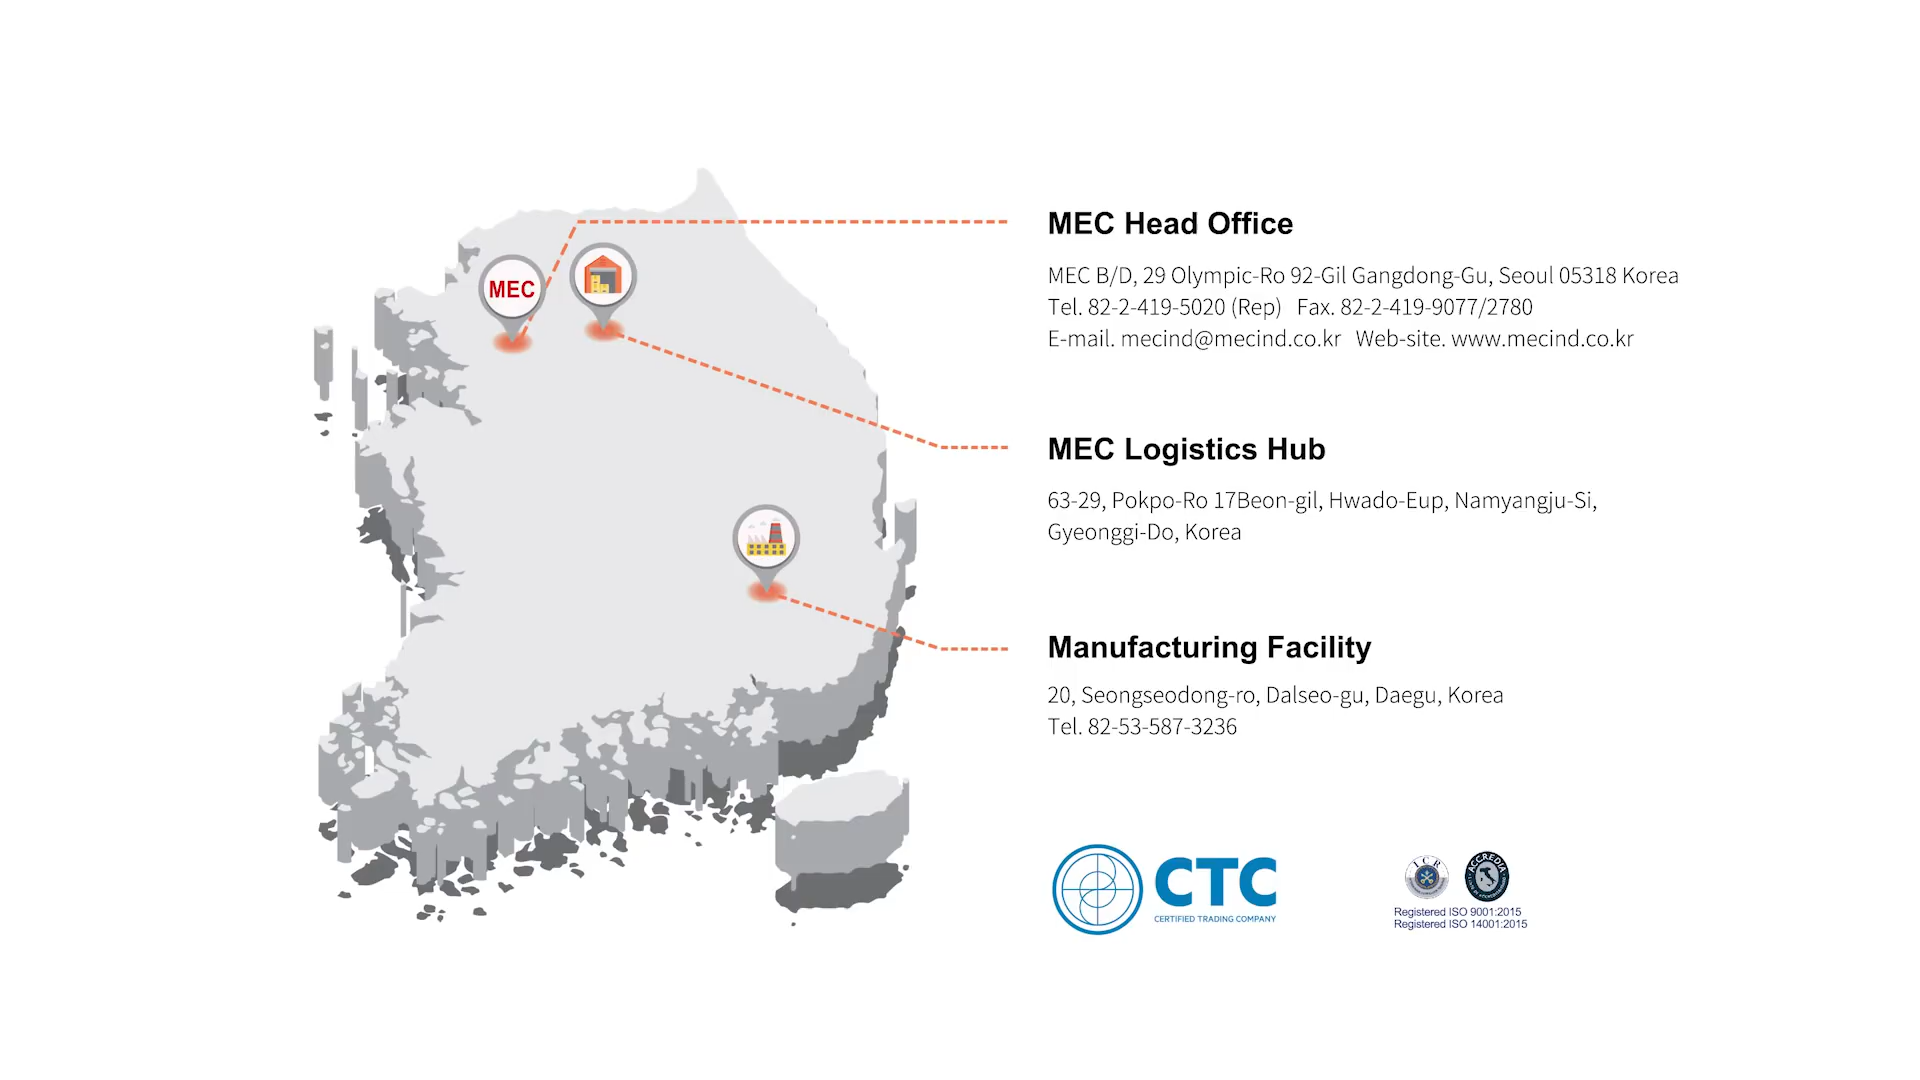 MEC
MEC Head Office
MEC B/D, 29 Olympic-Ro 92-Gil Gangdong-Gu, Seoul 05318 Korea
Tel. 82-2-419-5020 (Rep)   Fax. 82-2-419-9077/2780
E-mail. mecind@mecind.co.kr   Web-site. www.mecind.co.kr
MEC Logistics Hub
63-29, Pokpo-Ro 17Beon-gil, Hwado-Eup, Namyangju-Si,
Gyeonggi-Do, Korea
Manufacturing Facility
20, Seongseodong-ro, Dalseo-gu, Daegu, Korea
Tel. 82-53-587-3236
CTC
CERTIFIED TRADING COMPANY
ICR
ACCREDIA
Registered ISO 9001:2015
Registered ISO 14001:2015